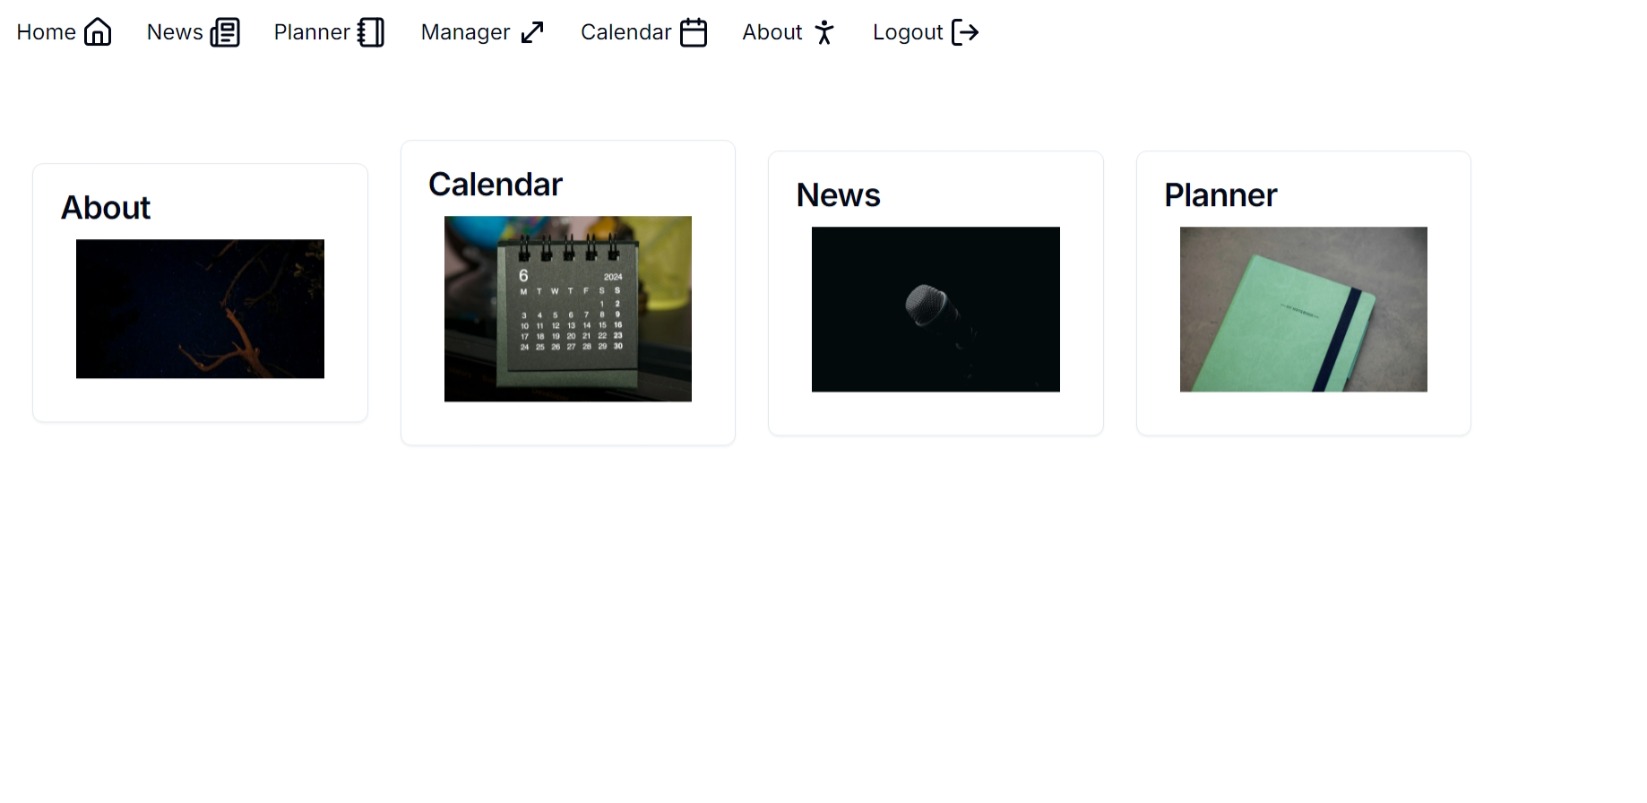 Home News Planner Manager Calendar About Logout
About
Calendar
News
Planner
6 2024
M T W T F S S
1 2
3 4 5 6 7 8 9
10 11 12 13 14 15 16
17 18 19 20 21 22 23
24 25 26 27 28 29 30